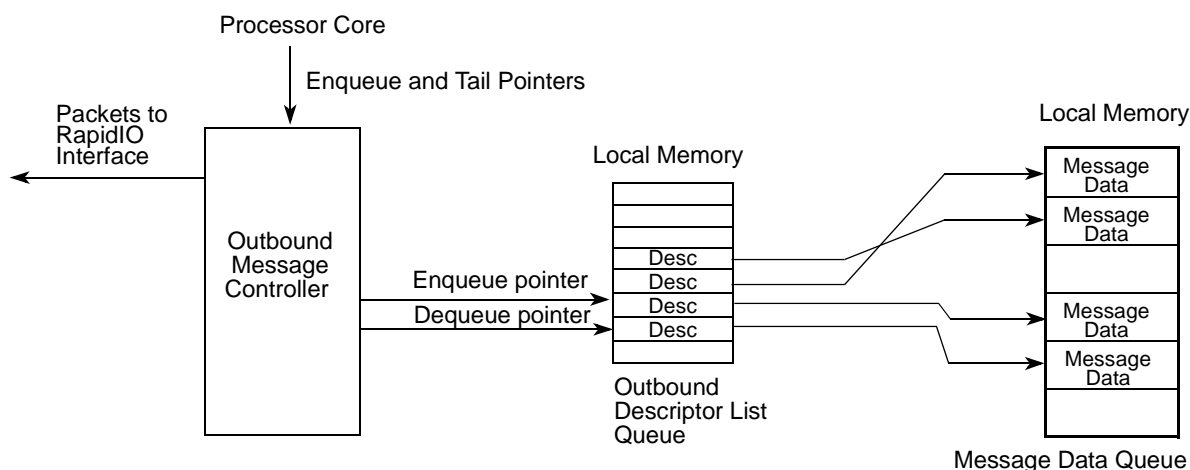 Processor Core
Enqueue and Tail Pointers
Packets to
RapidIO
Interface
Outbound
Message
Controller
Enqueue pointer
Dequeue pointer
Local Memory
Desc
Desc
Desc
Desc
Outbound
Descriptor List
Queue
Local Memory
Message
Data
Message
Data
Message
Data
Message
Data
Message Data Queue